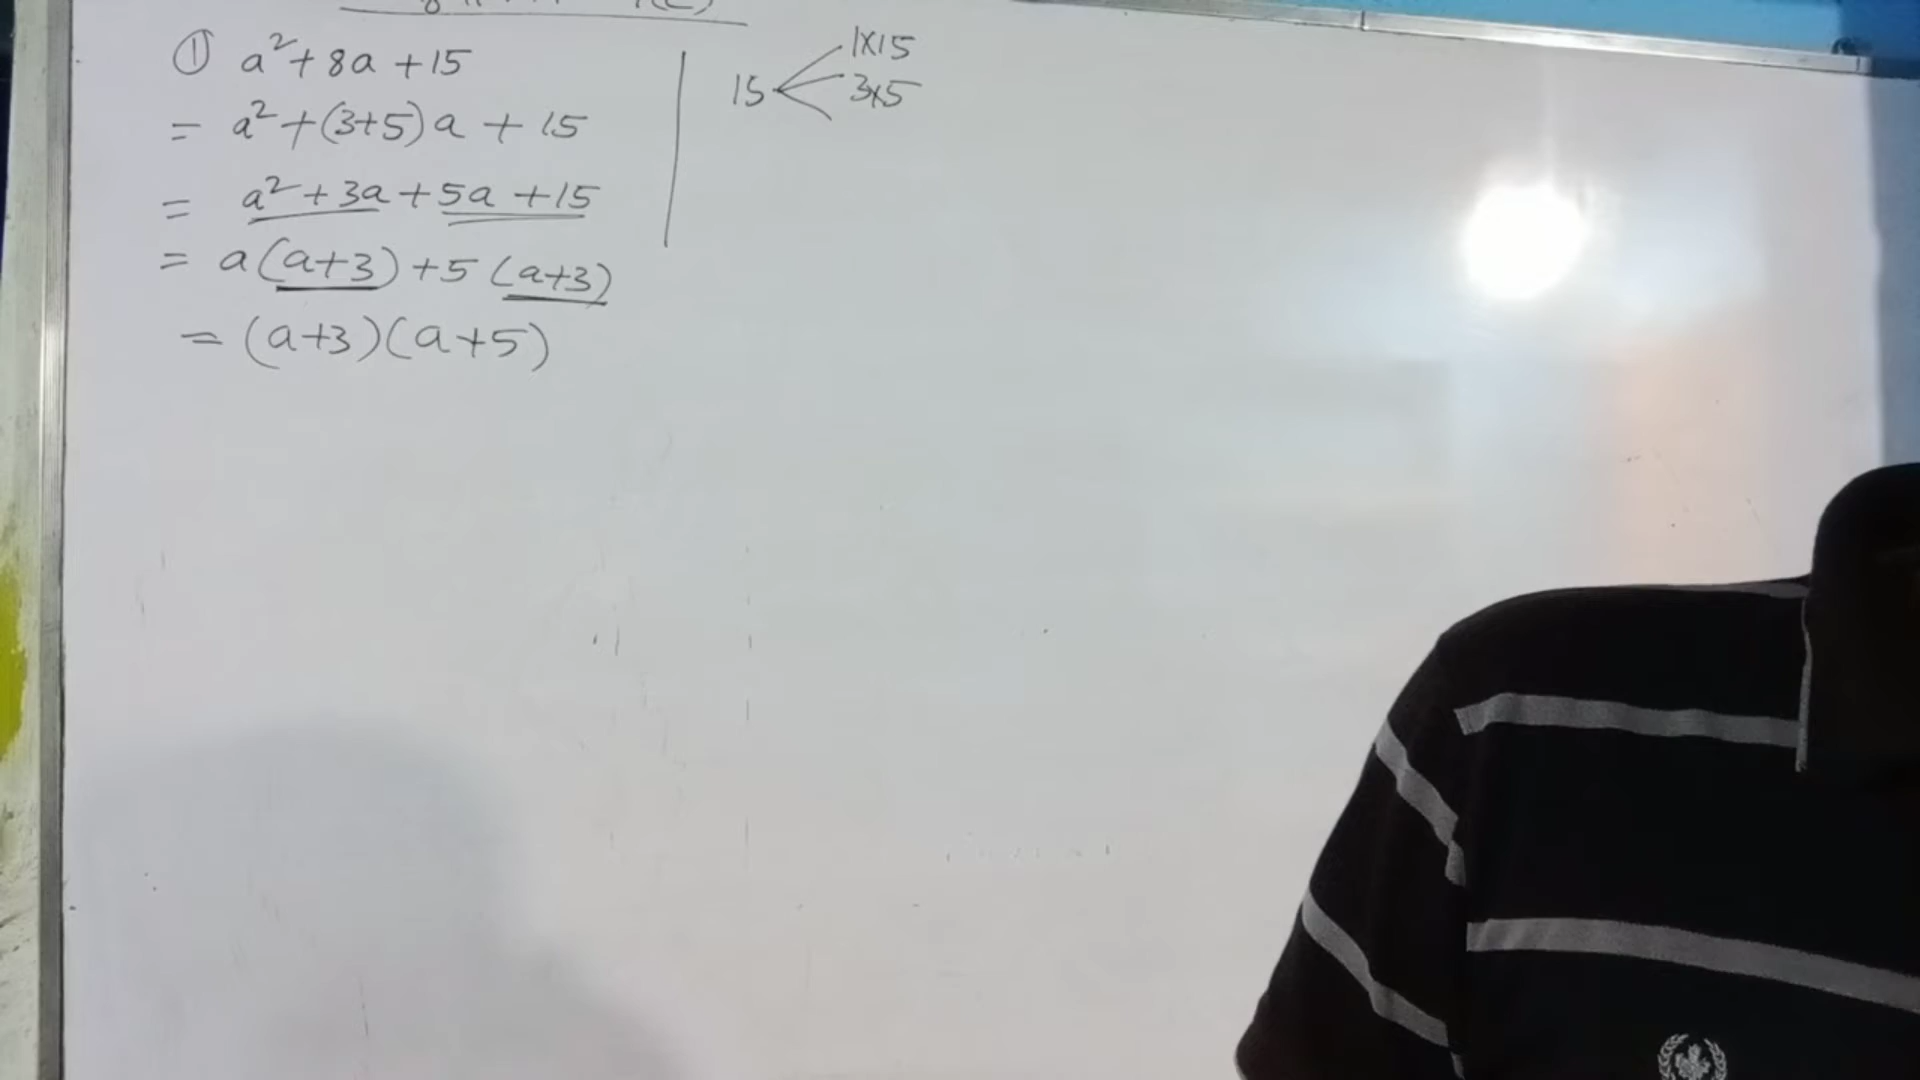 ① a²+8a+15
= a²+(3+5)a+15
= a²+3a+5a+15
= a(a+3)+5(a+3)
= (a+3)(a+5)
15
1×15
3×5